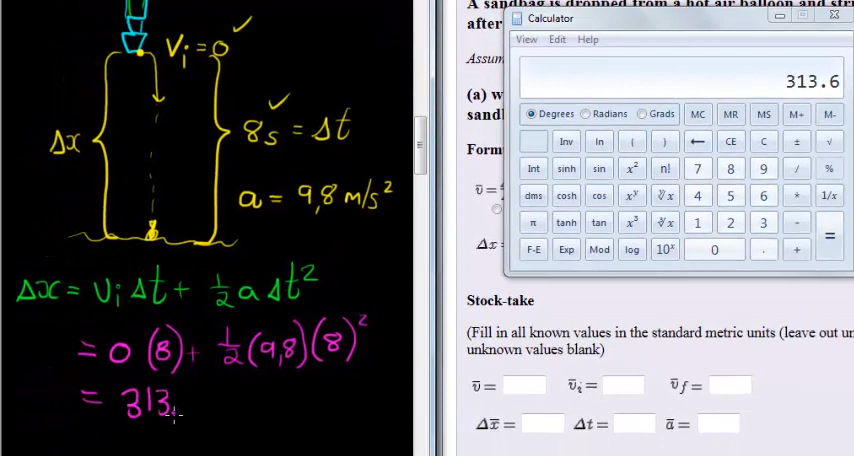 Vi = 0 ✓
Δx
8s ✓ = Δt
a = 9,8 m/s²
Δx = Vi Δt + ½ a Δt²
= 0 (8) + ½ (9,8)(8)²
= 313,
A sandbag is dropped from a hot air balloon and
after
Calculator
View Edit Help
Assum
313.6
(a) w
sandl
Degrees Radians Grads MC MR MS M+ M-
Inv ln ( ) ← CE C ± √
Form
Int sinh sin x² n! 7 8 9 / %
v̄ =
dms cosh cos xʸ ʸ√x 4 5 6 * 1/x
π tanh tan x³ ³√x 1 2 3 - =
Δx =
F-E Exp Mod log 10ˣ 0 . +
Stock-take
(Fill in all known values in the standard metric units (leave out
unknown values blank)
v̄ = v̄i = v̄f =
Δx̄ = Δt = ā =